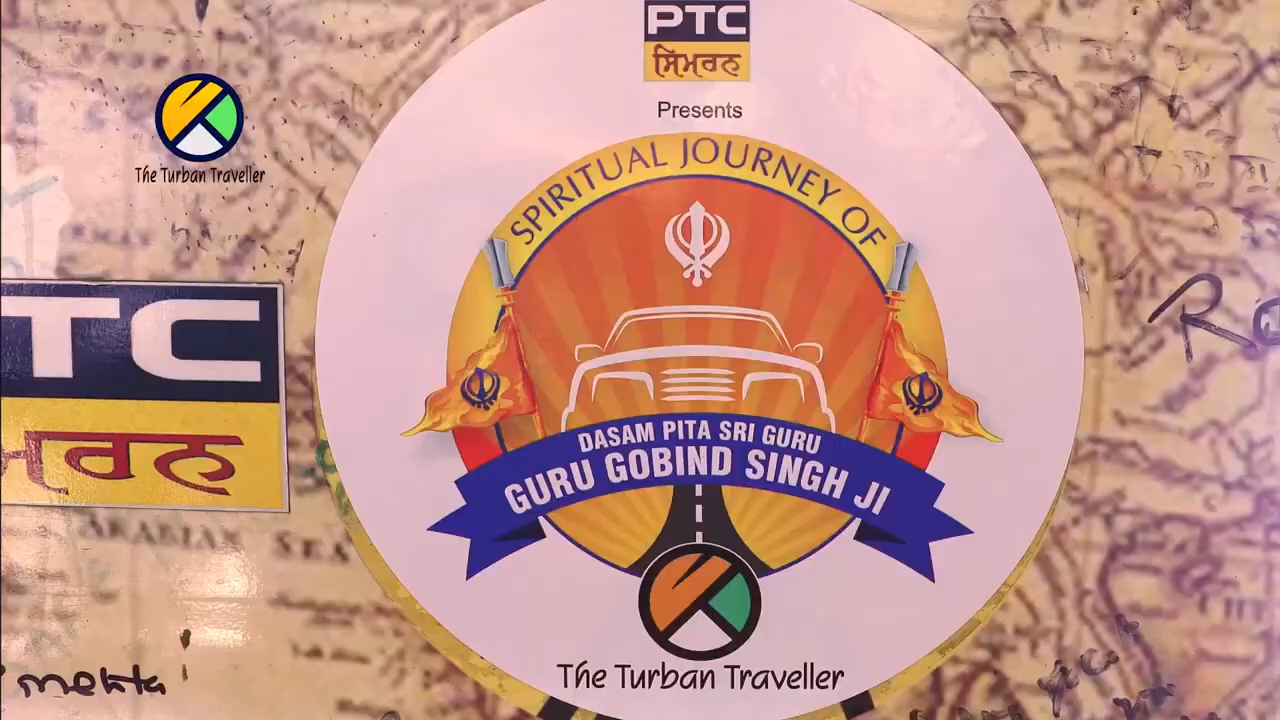 PTC
ਸਿਮਰਨ
Presents
SPIRITUAL JOURNEY OF
DASAM PITA SRI GURU
GURU GOBIND SINGH JI
The Turban Traveller
The Turban Traveller
TC
ਮਰਨ
ARABIAN SEA
mehta